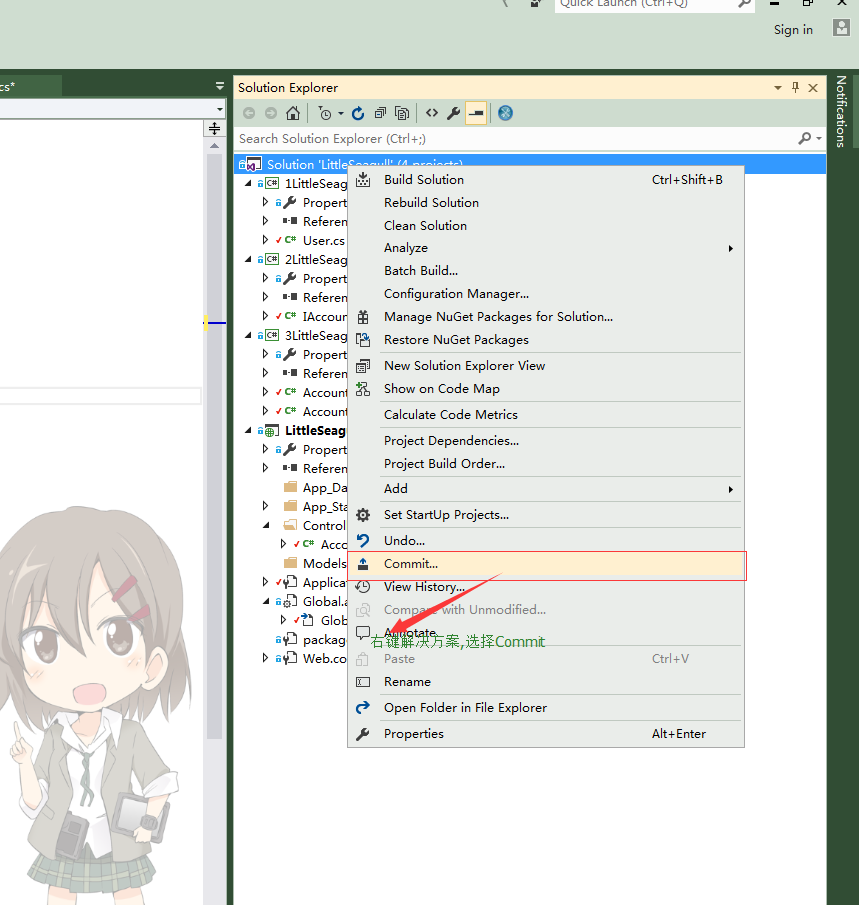 Quick Launch (Ctrl+Q)
Sign in
cs*
Solution Explorer
Notifications
Search Solution Explorer (Ctrl+;)
Solution 'LittleSeagull' (4 projects)
1LittleSeag
Propert
Referen
User.cs
2LittleSeag
Propert
Referen
IAccoun
3LittleSeag
Propert
Referen
Account
Account
LittleSeag
Propert
Referen
App_Da
App_Sta
Control
Acco
Models
Applicat
Global.a
Glob
package
Web.co
Build Solution Ctrl+Shift+B
Rebuild Solution
Clean Solution
Analyze
Batch Build...
Configuration Manager...
Manage NuGet Packages for Solution...
Restore NuGet Packages
New Solution Explorer View
Show on Code Map
Calculate Code Metrics
Project Dependencies...
Project Build Order...
Add
Set StartUp Projects...
Undo...
Commit...
View History...
Compare with Unmodified...
Annotate
右键解决方案,选择Commit
Paste Ctrl+V
Rename
Open Folder in File Explorer
Properties Alt+Enter